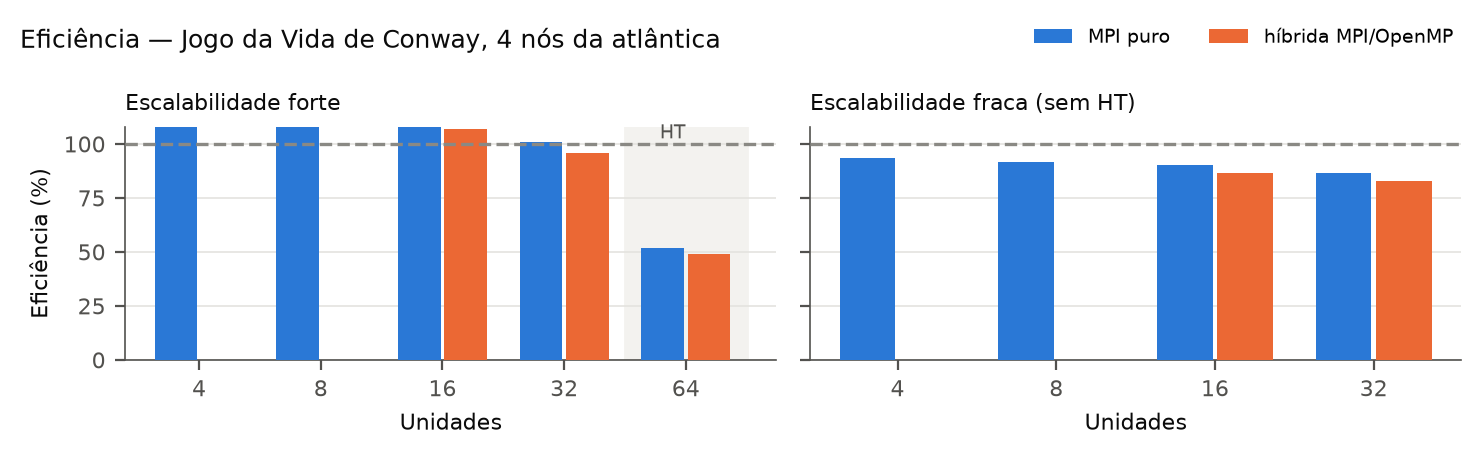 Eficiência — Jogo da Vida de Conway, 4 nós da atlântica
MPI puro
híbrida MPI/OpenMP
Escalabilidade forte
Escalabilidade fraca (sem HT)
HT
Eficiência (%)
100
75
50
25
0
4 8 16 32 64
4 8 16 32
Unidades
Unidades